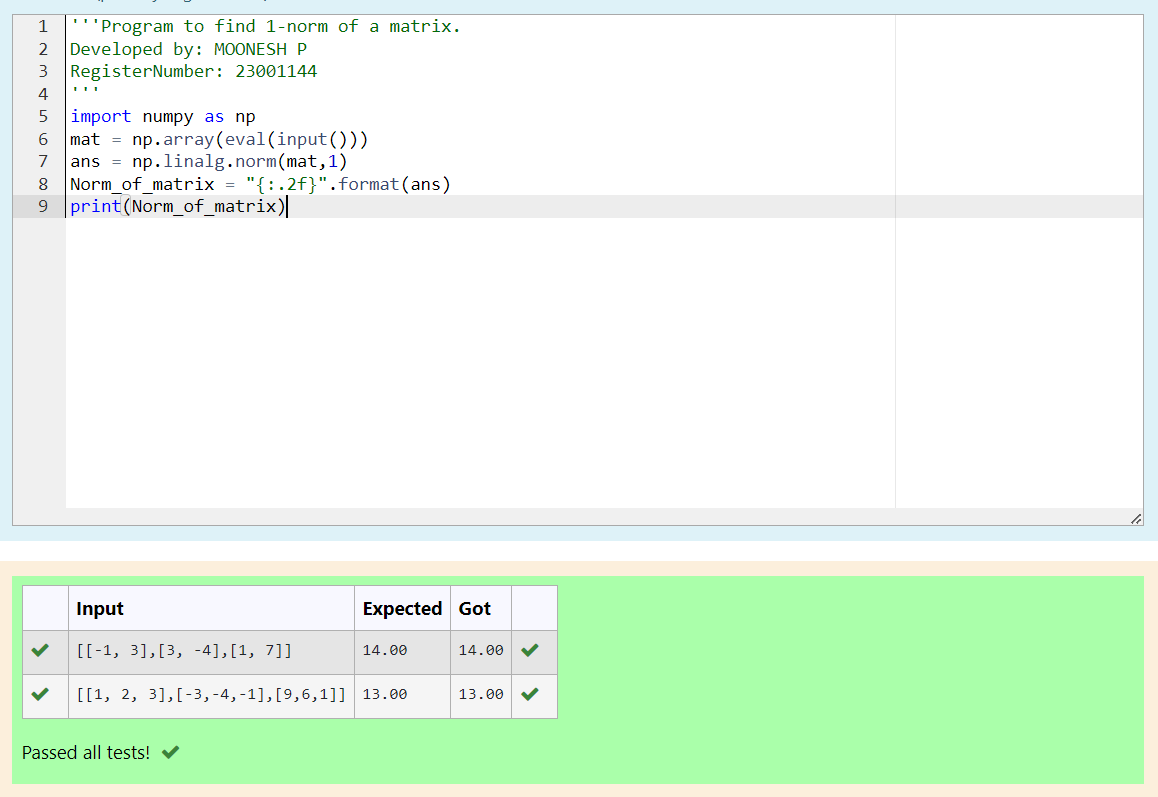 1 '''Program to find 1-norm of a matrix.
2 Developed by: MOONESH P
3 RegisterNumber: 23001144
4 '''
5 import numpy as np
6 mat = np.array(eval(input()))
7 ans = np.linalg.norm(mat,1)
8 Norm_of_matrix = "{:.2f}".format(ans)
9 print(Norm_of_matrix)
Input Expected Got
[[-1, 3],[3, -4],[1, 7]] 14.00 14.00
[[1, 2, 3],[-3,-4,-1],[9,6,1]] 13.00 13.00
Passed all tests!